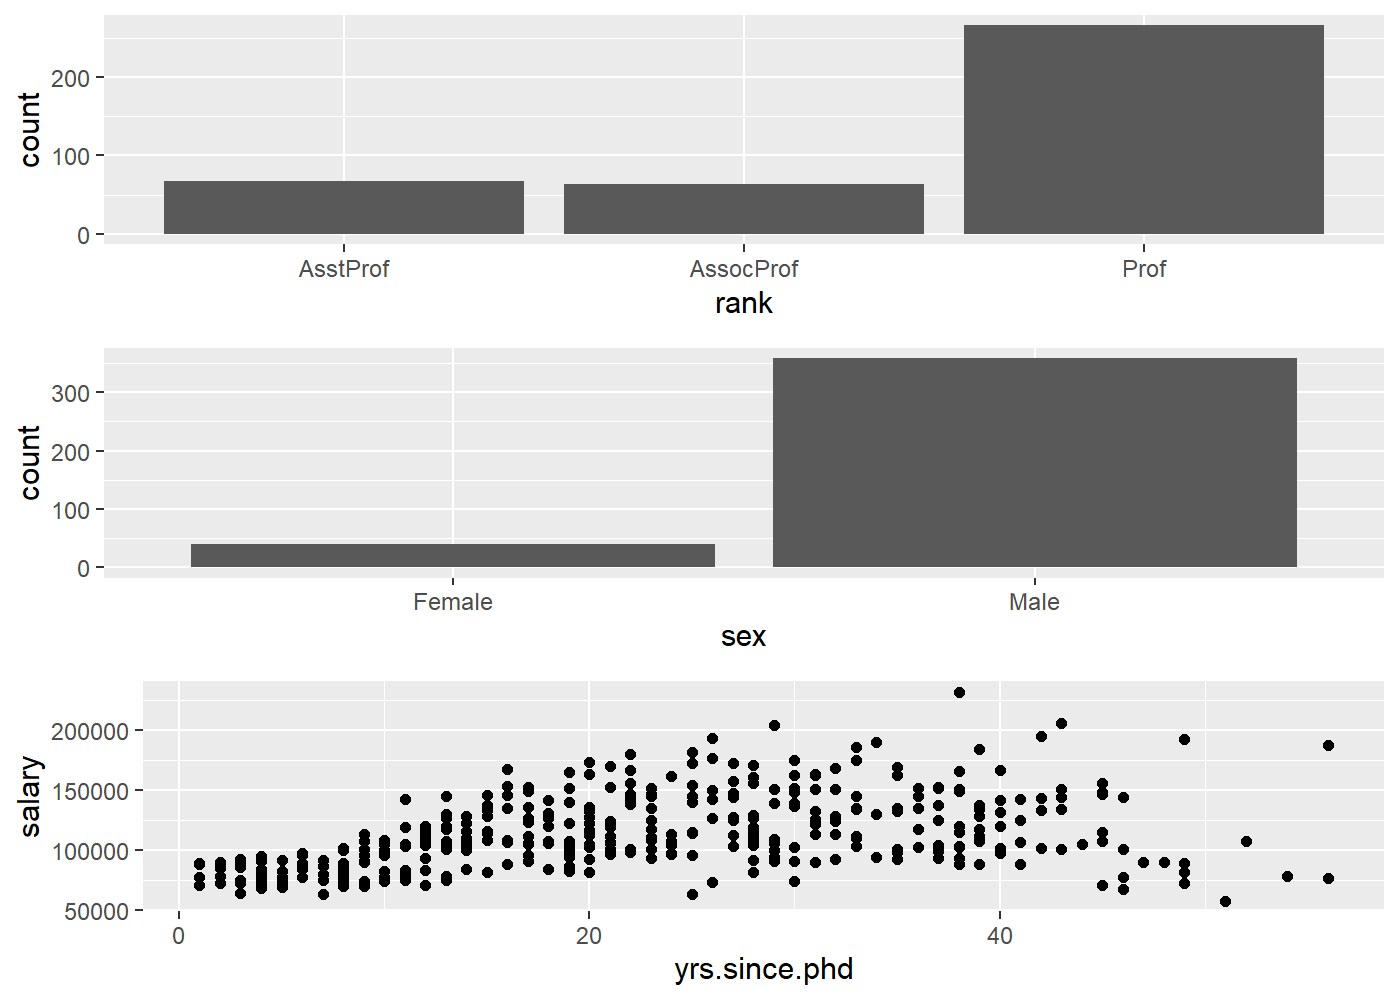 count
200
100
0
AsstProf AssocProf Prof
rank
count
300
200
100
0
Female Male
sex
salary
200000
150000
100000
50000
0 20 40
yrs.since.phd